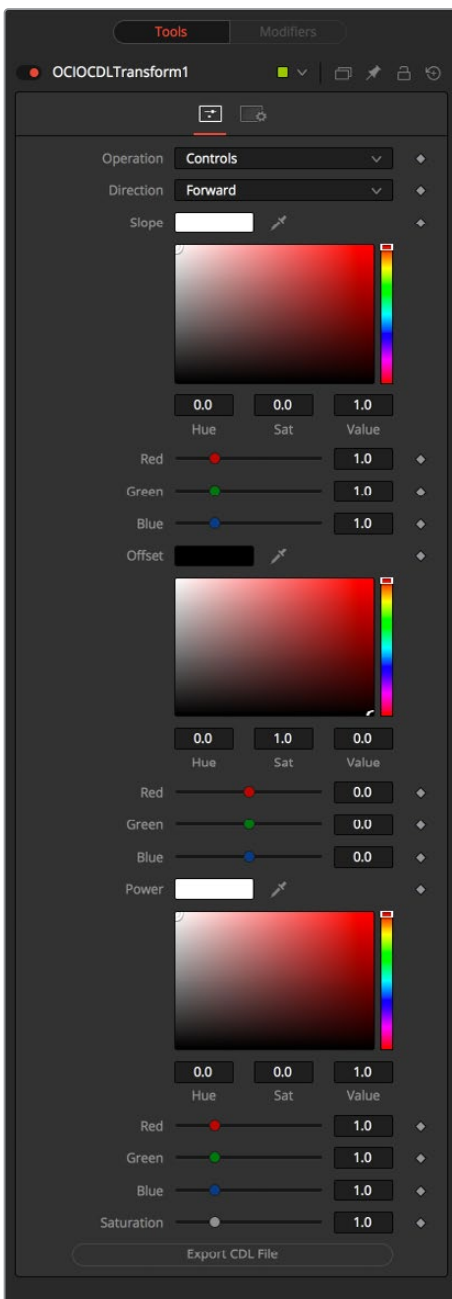 Tools Modifiers
OCIOCDLTransform1
Operation Controls
Direction Forward
Slope
0.0 0.0 1.0
Hue Sat Value
Red 1.0
Green 1.0
Blue 1.0
Offset
0.0 1.0 0.0
Hue Sat Value
Red 0.0
Green 0.0
Blue 0.0
Power
0.0 0.0 1.0
Hue Sat Value
Red 1.0
Green 1.0
Blue 1.0
Saturation 1.0
Export CDL File